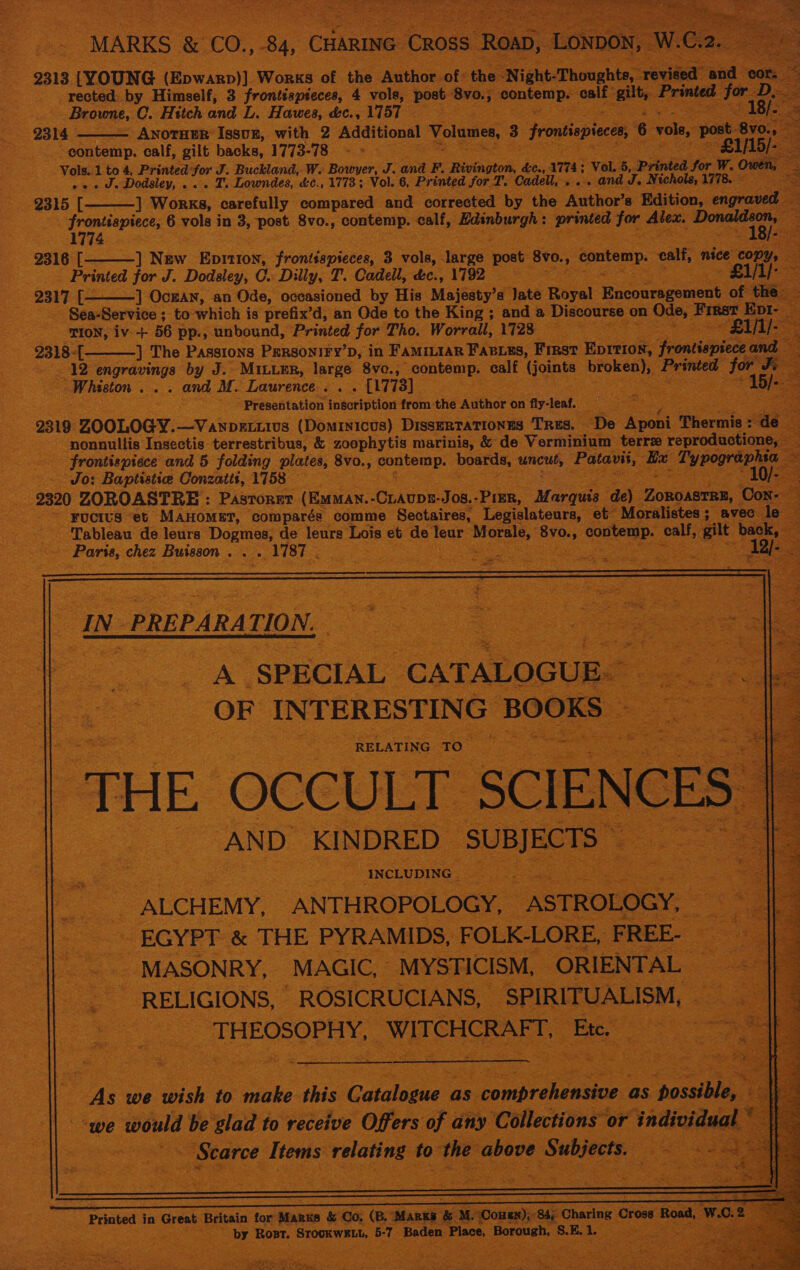 MARKS & CO., 84, CHARING CROSS ROAD, LONDON, W.C.2.
2313 [YOUNG (EDWARD)] WORKS of the Author of the Night-Thoughts, revised and cor-
rected by Himself, 3 frontispieces, 4 vols, post 8vo., contemp. calf gilt, Printed for D.
Browne, C. Hitch and L. Hawes, &c., 1757 18/-
2314 ——— ANOTHER ISSUE, with 2 Additional Volumes, 3 frontispieces, 6 vols, post 8vo.,
contemp. calf, gilt backs, 1773-78 £1/15/-
Vols. 1 to 4, Printed for J. Buckland, W. Bowyer, J. and F. Rivington, &c., 1774; Vol. 5, Printed for W. Owen,
. . . J. Dodsley, . . . T. Lowndes, &c., 1773; Vol. 6, Printed for T. Cadell, . . . and J. Nichols, 1778.
2315 [———] WORKS, carefully compared and corrected by the Author's Edition, engraved
frontispiece, 6 vols in 3, post 8vo., contemp. calf, Edinburgh: printed for Alex. Donaldson,
1774 18/-
2316 [———] NEW EDITION, frontispieces, 3 vols, large post 8vo., contemp. calf, nice copy,
Printed for J. Dodsley, C. Dilly, T. Cadell, &c., 1792 £1/1/-
2317 [———] OCEAN, an Ode, occasioned by His Majesty's late Royal Encouragement of the
Sea-Service; to which is prefix'd, an Ode to the King; and a Discourse on Ode, FIRST EDI-
TION, iv + 56 pp., unbound, Printed for Tho. Worrall, 1728 £1/1/-
2318 [———] The PASSIONS PERSONIFY'D, in FAMILIAR FABLES, FIRST EDITION, frontispiece and
12 engravings by J. MILLER, large 8vo., contemp. calf (joints broken), Printed for J.
Whiston . . . and M. Laurence . . . [1773] 15/-
Presentation inscription from the Author on fly-leaf.
2319 ZOOLOGY.—VANDELLIUS (DOMINICUS) DISSERTATIONES TRES. De Aponi Thermis: de
nonnullis Insectis terrestribus, & zoophytis marinis, & de Verminium terræ reproductione,
frontispiece and 5 folding plates, 8vo., contemp. boards, uncut, Patavii, Ex Typographia
Jo: Baptistiæ Conzatti, 1758 10/-
2320 ZOROASTRE: PASTORET (EMMAN.-CLAUDE-JOS.-PIER, Marquis de) ZOROASTRE, CON-
FUCIUS et MAHOMET, comparés comme Sectaires, Legislateurs, et Moralistes; avec le
Tableau de leurs Dogmes, de leurs Lois et de leur Morale, 8vo., contemp. calf, gilt back,
Paris, chez Buisson . . . 1787 12/-
IN PREPARATION.
A SPECIAL CATALOGUE
OF INTERESTING BOOKS
RELATING TO
THE OCCULT SCIENCES
AND KINDRED SUBJECTS
INCLUDING
ALCHEMY, ANTHROPOLOGY, ASTROLOGY,
EGYPT & THE PYRAMIDS, FOLK-LORE, FREE-
MASONRY, MAGIC, MYSTICISM, ORIENTAL
RELIGIONS, ROSICRUCIANS, SPIRITUALISM,
THEOSOPHY, WITCHCRAFT, Etc.
As we wish to make this Catalogue as comprehensive as possible,
we would be glad to receive Offers of any Collections or individual
Scarce Items relating to the above Subjects.
Printed in Great Britain for MARKS & CO. (B. MARKS & M. COHEN), 84, Charing Cross Road, W.C.2
by ROBT. STOCKWELL, 5-7 Baden Place, Borough, S.E.1.